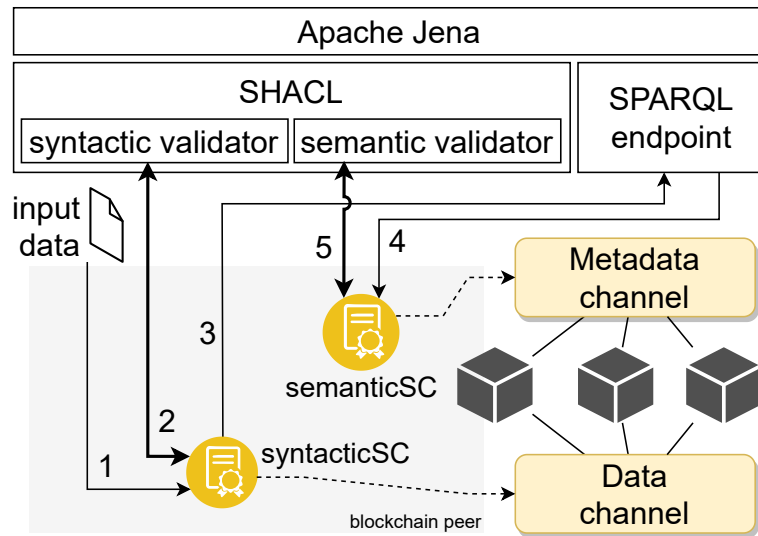 Apache Jena
SHACL
syntactic validator
semantic validator
SPARQL
endpoint
input
data
5
4
Metadata
channel
3
semanticSC
2
syntacticSC
1
Data
channel
blockchain peer